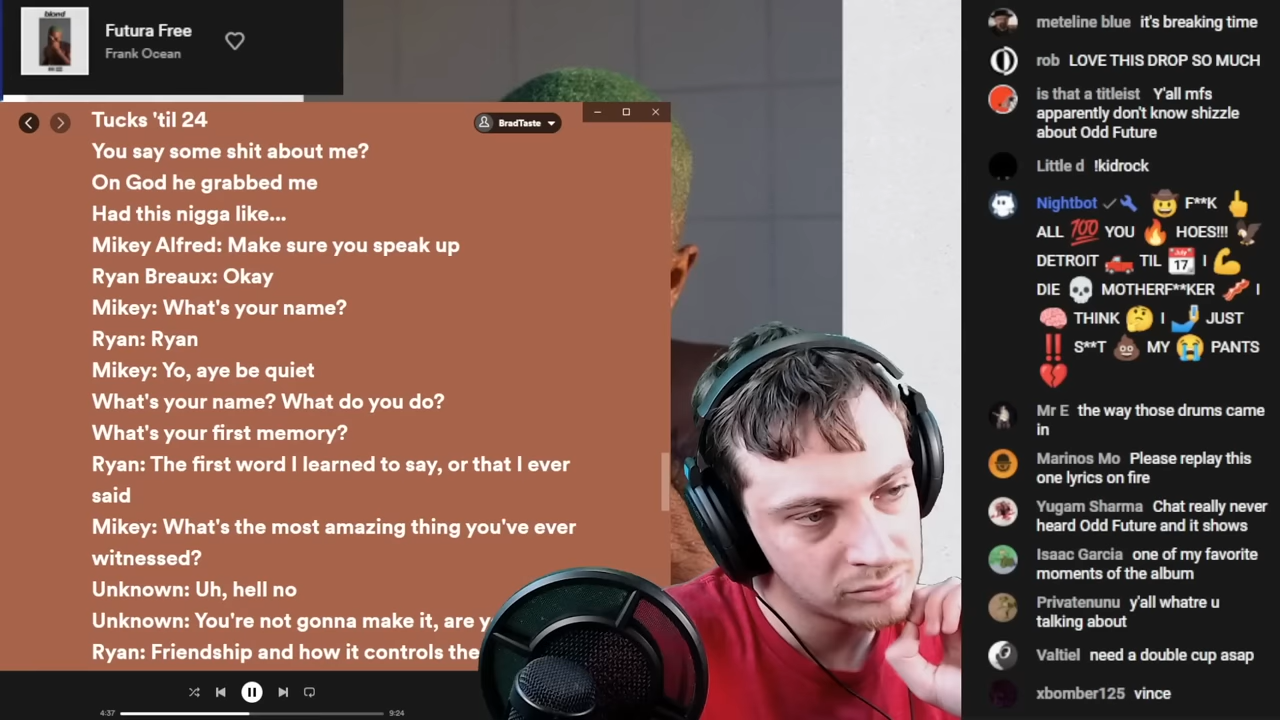 blond
Futura Free
Frank Ocean
Tucks 'til 24
BradTaste
You say some shit about me?
On God he grabbed me
Had this nigga like...
Mikey Alfred: Make sure you speak up
Ryan Breaux: Okay
Mikey: What's your name?
Ryan: Ryan
Mikey: Yo, aye be quiet
What's your name? What do you do?
What's your first memory?
Ryan: The first word I learned to say, or that I ever
said
Mikey: What's the most amazing thing you've ever
witnessed?
Unknown: Uh, hell no
Unknown: You're not gonna make it, are y
Ryan: Friendship and how it controls the
4:37
9:24
meteline blue it's breaking time
rob LOVE THIS DROP SO MUCH
is that a titleist Y'all mfs
apparently don't know shizzle
about Odd Future
Little d !kidrock
Nightbot 🤠 F**K 🖕
ALL 💯 YOU 🔥 HOES!!! 🦅
DETROIT 🛻 TIL 📅 I 💪
DIE 💀 MOTHERF**KER 🥓 I
🧠 THINK 🤔 I 🤳 JUST
‼️ S**T 💩 MY 😭 PANTS
💔
Mr E the way those drums came
in
Marinos Mo Please replay this
one lyrics on fire
Yugam Sharma Chat really never
heard Odd Future and it shows
Isaac Garcia one of my favorite
moments of the album
Privatenunu y'all whatre u
talking about
Valtiel need a double cup asap
xbomber125 vince